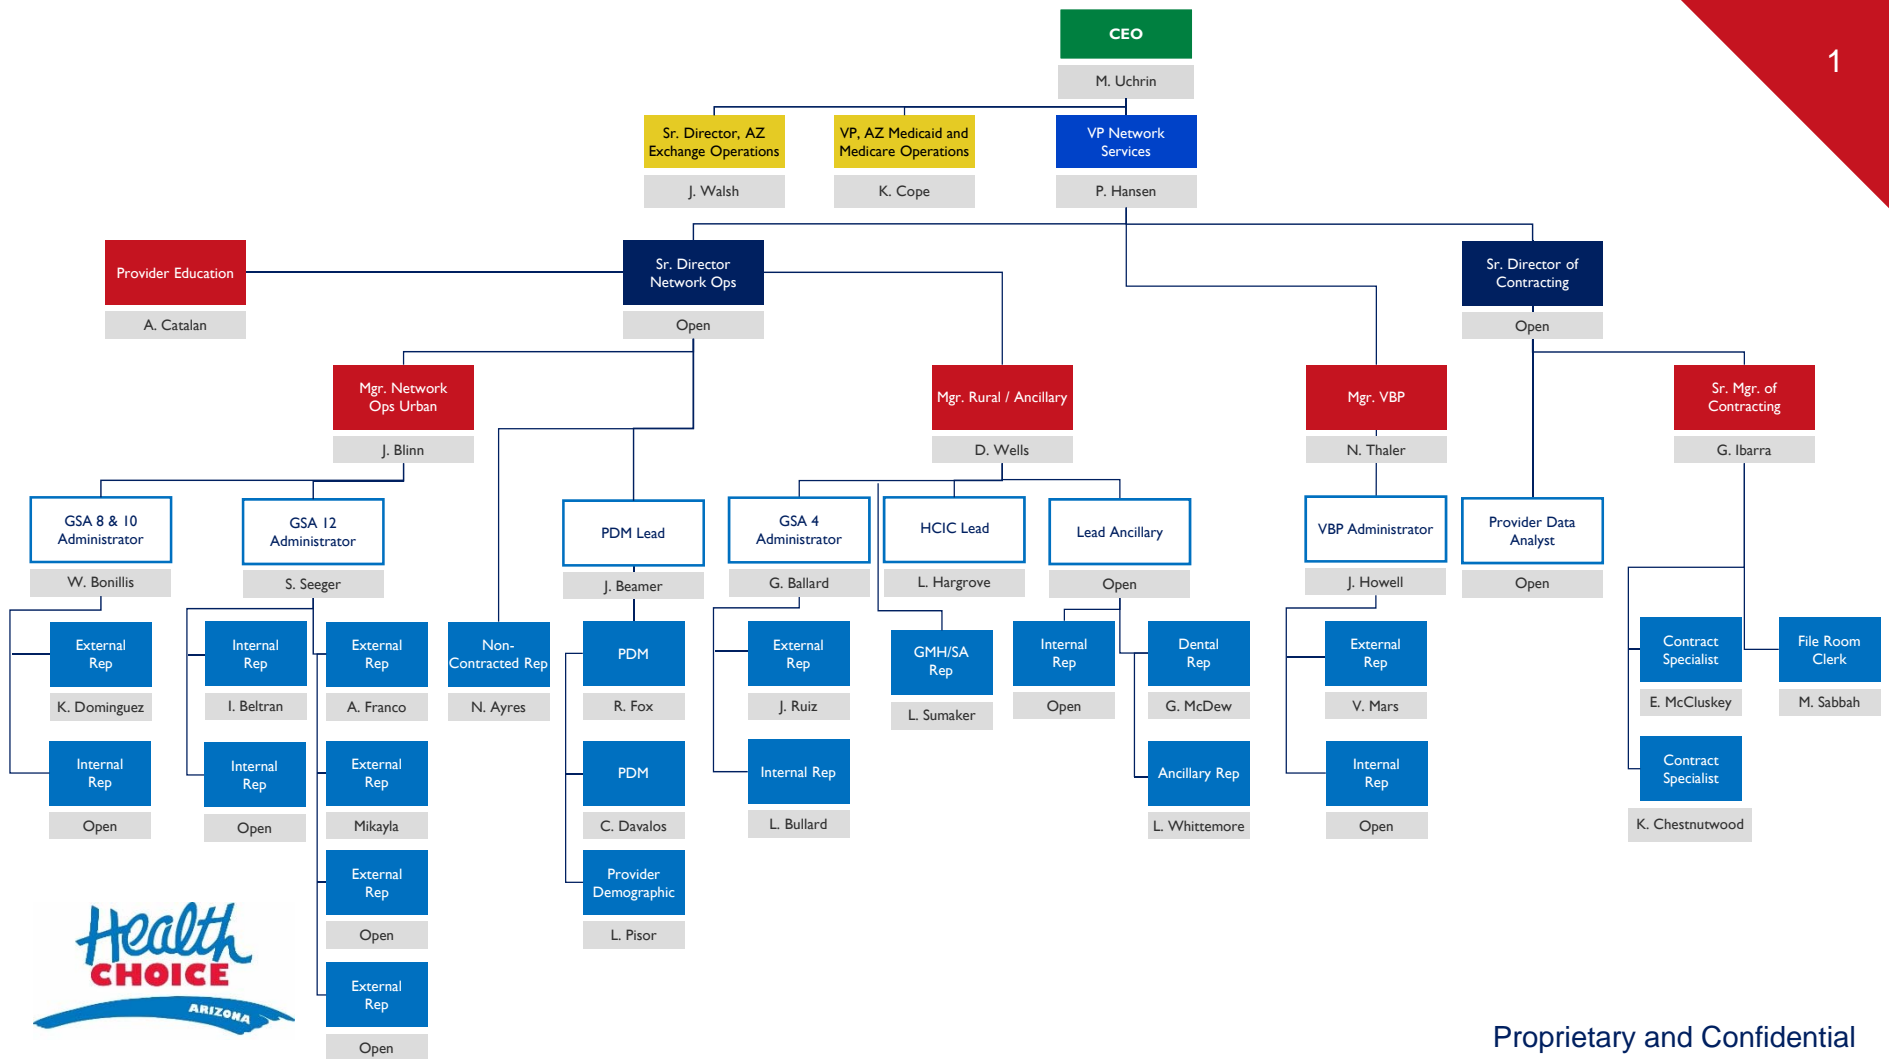 1
CEO
M. Uchrin
Sr. Director, AZ
Exchange Operations
J. Walsh
VP, AZ Medicaid and
Medicare Operations
K. Cope
VP Network
Services
P. Hansen
Provider Education
A. Catalan
Sr. Director
Network Ops
Open
Sr. Director of
Contracting
Open
Mgr. Network
Ops Urban
J. Blinn
Mgr. Rural / Ancillary
D. Wells
Mgr. VBP
N. Thaler
Sr. Mgr. of
Contracting
G. Ibarra
GSA 8 & 10
Administrator
W. Bonillis
GSA 12
Administrator
S. Seeger
PDM Lead
J. Beamer
GSA 4
Administrator
G. Ballard
HCIC Lead
L. Hargrove
Lead Ancillary
Open
VBP Administrator
J. Howell
Provider Data
Analyst
Open
External
Rep
K. Dominguez
Internal
Rep
I. Beltran
External
Rep
A. Franco
Non-
Contracted Rep
N. Ayres
PDM
R. Fox
External
Rep
J. Ruiz
GMH/SA
Rep
L. Sumaker
Internal
Rep
Open
Dental
Rep
G. McDew
External
Rep
V. Mars
Contract
Specialist
E. McCluskey
File Room
Clerk
M. Sabbah
Internal
Rep
Open
Internal
Rep
Open
External
Rep
Mikayla
PDM
C. Davalos
Internal Rep
L. Bullard
Ancillary Rep
L. Whittemore
Internal
Rep
Open
Contract
Specialist
K. Chestnutwood
External
Rep
Open
Provider
Demographic
L. Pisor
External
Rep
Open
Health
CHOICE
ARIZONA
Proprietary and Confidential